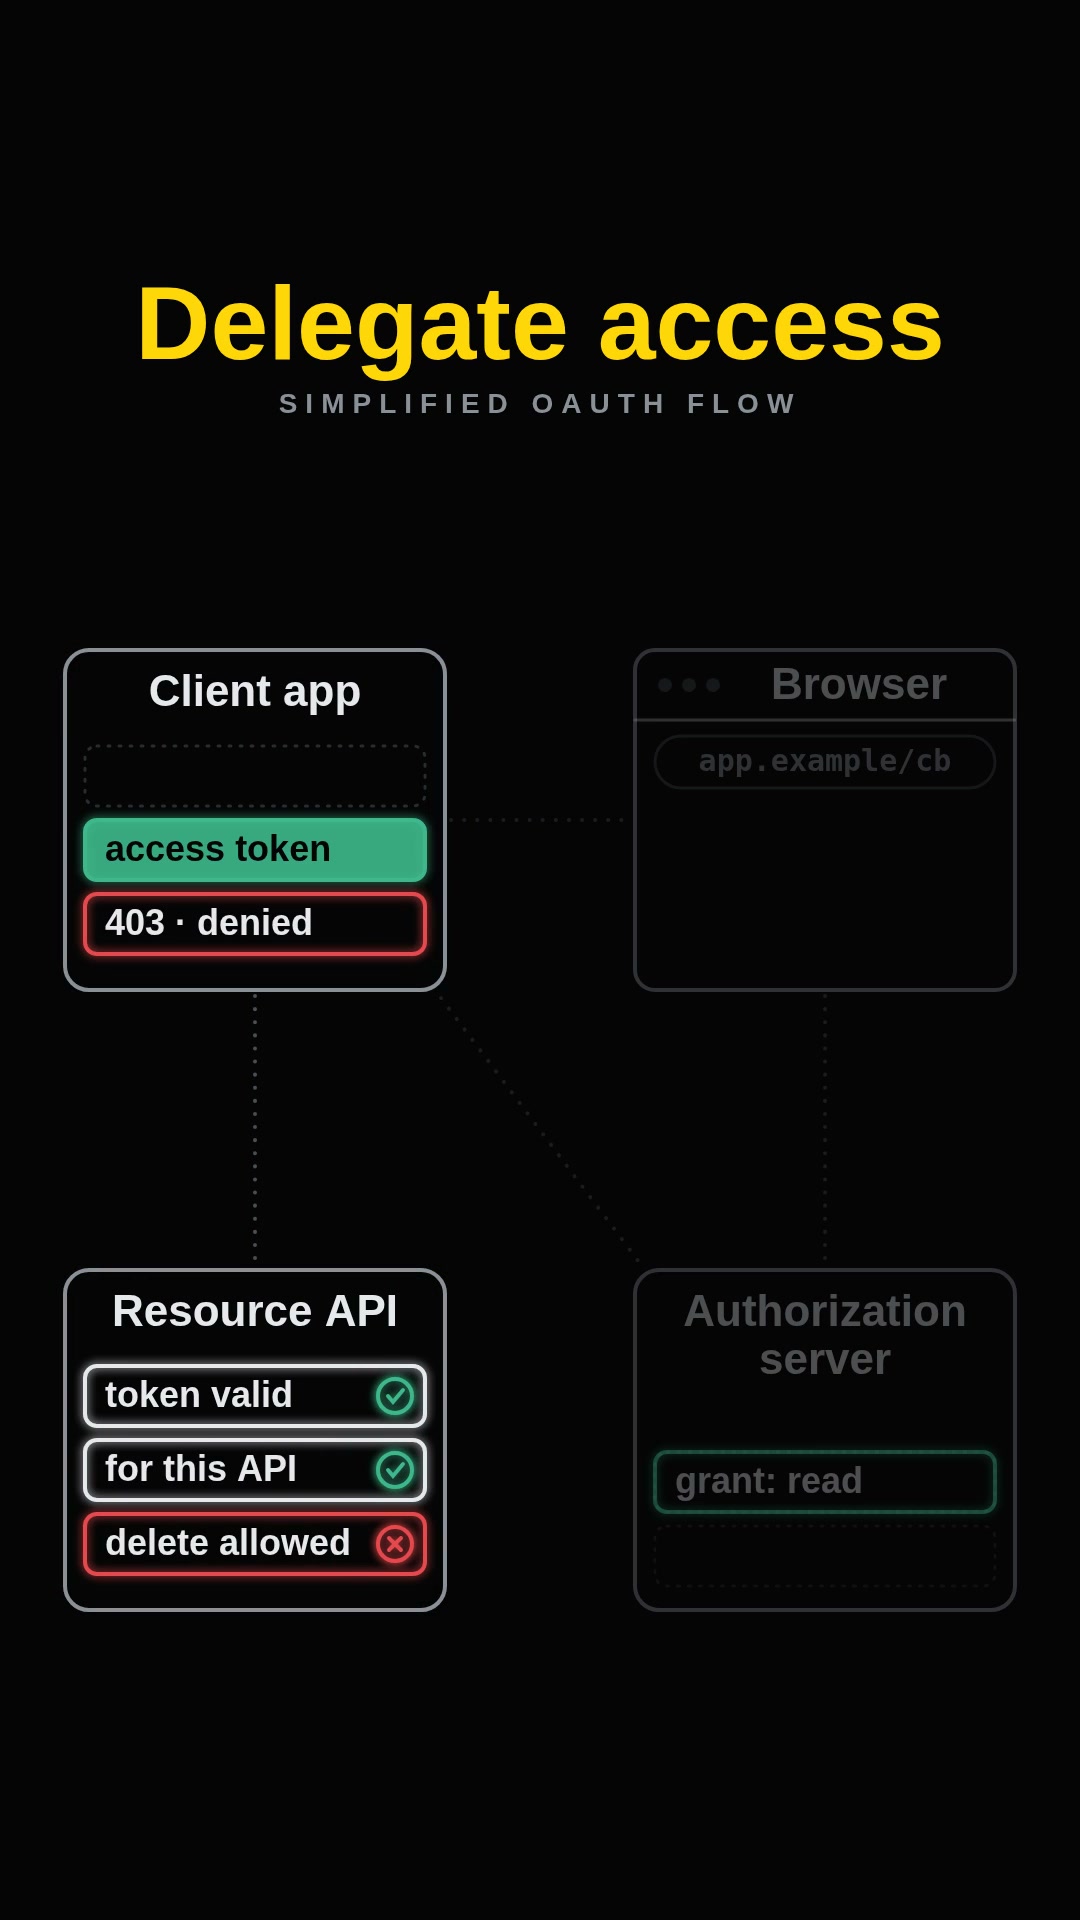 Delegate access
SIMPLIFIED OAUTH FLOW
Client app
access token
403 · denied
Browser
app.example/cb
Resource API
token valid
for this API
delete allowed
Authorization
server
grant: read